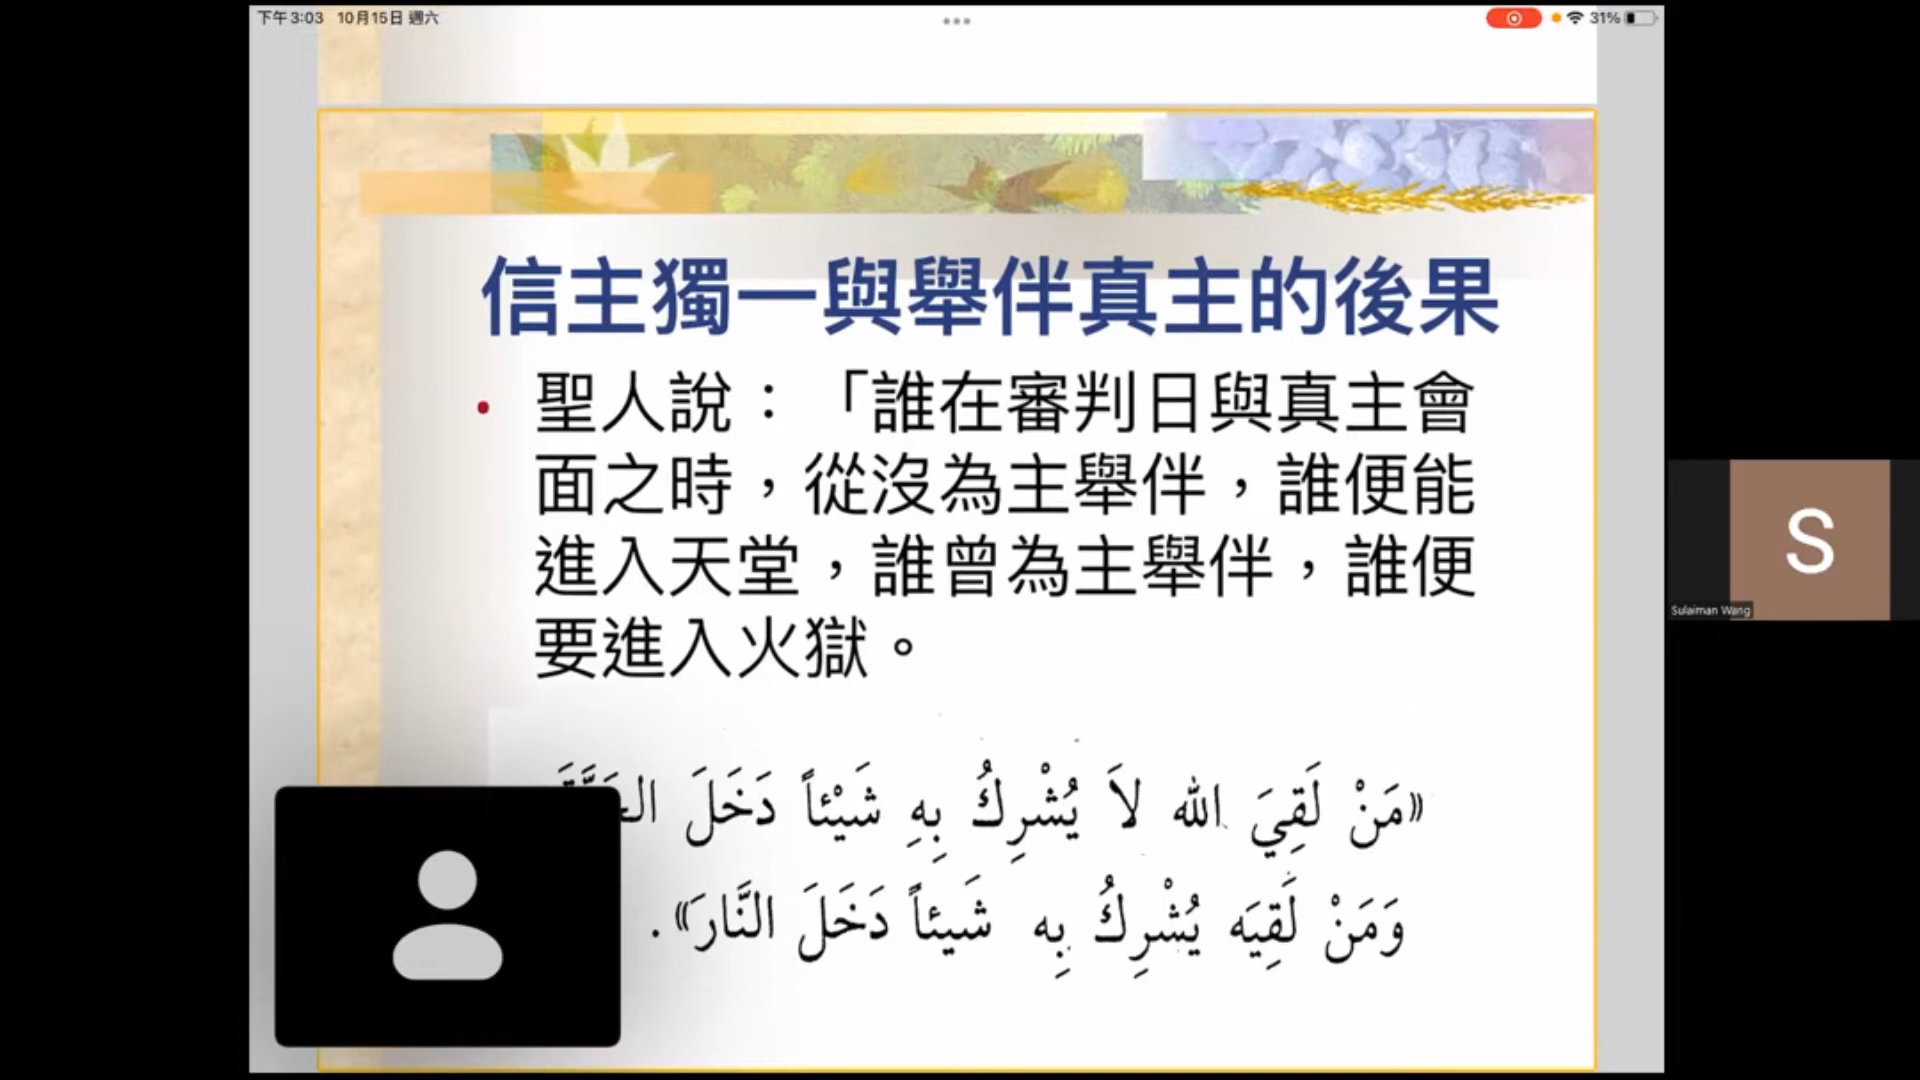 下午3:03 10月15日 週六
31%
信主獨一與舉伴真主的後果
• 聖人說：「誰在審判日與真主會
面之時，從沒為主舉伴，誰便能
進入天堂，誰曾為主舉伴，誰便
要進入火獄。
«مَنْ لَقِيَ الله لاَ يُشْرِكُ بِهِ شَيْئاً دَخَلَ
وَمَنْ لَقِيَه يُشْرِكُ بِه شَيئاً دَخَلَ النَّارَ».
S
Sulaiman Wang